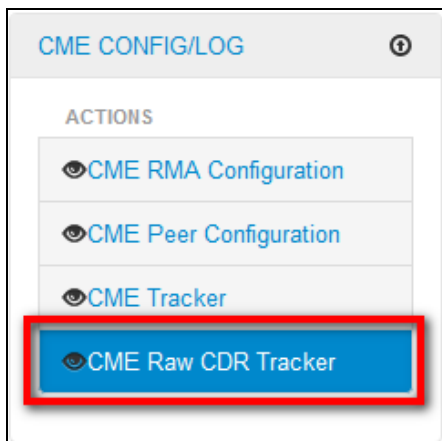 CME CONFIG/LOG
ACTIONS
CME RMA Configuration
CME Peer Configuration
CME Tracker
CME Raw CDR Tracker